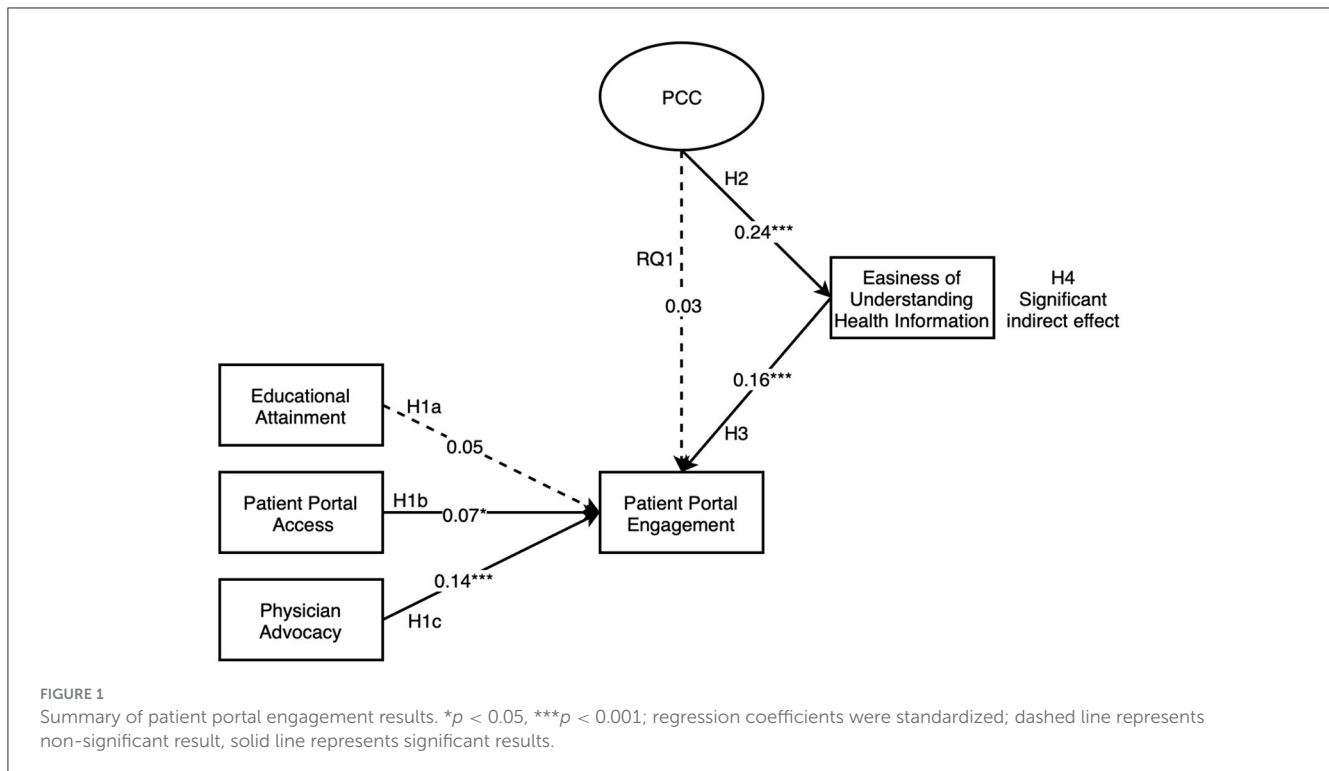 PCC
H2
0.24***
RQ1
0.03
Easiness of
Understanding
Health Information
H4
Significant
indirect effect
0.16***
H3
Educational
Attainment
H1a
0.05
Patient Portal
Access
H1b
0.07*
Patient Portal
Engagement
0.14***
Physician
Advocacy
H1c
FIGURE 1
Summary of patient portal engagement results. *p < 0.05, ***p < 0.001; regression coefficients were standardized; dashed line represents
non-significant result, solid line represents significant results.